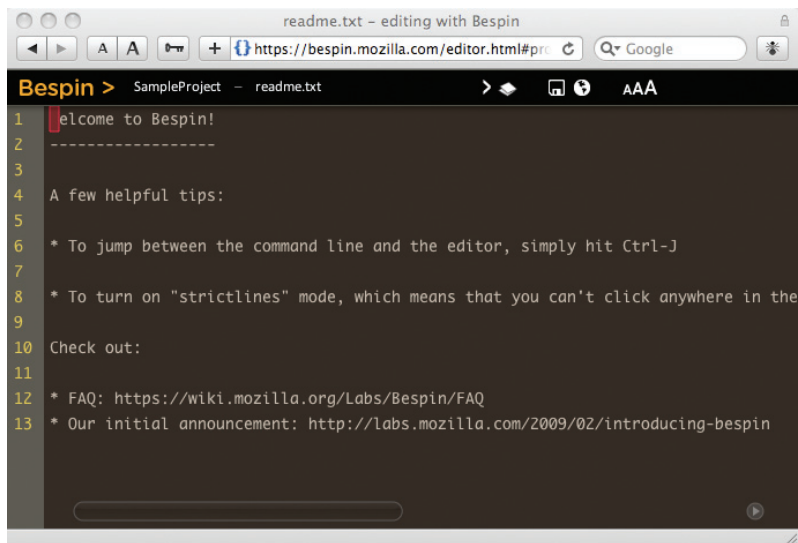 readme.txt – editing with Bespin
A A + {} https://bespin.mozilla.com/editor.html#pro Google
Bespin > SampleProject – readme.txt > AAA
1 elcome to Bespin!
2 ------------------
3
4 A few helpful tips:
5
6 * To jump between the command line and the editor, simply hit Ctrl-J
7
8 * To turn on "strictlines" mode, which means that you can't click anywhere in the
9
10 Check out:
11
12 * FAQ: https://wiki.mozilla.org/Labs/Bespin/FAQ
13 * Our initial announcement: http://labs.mozilla.com/2009/02/introducing-bespin